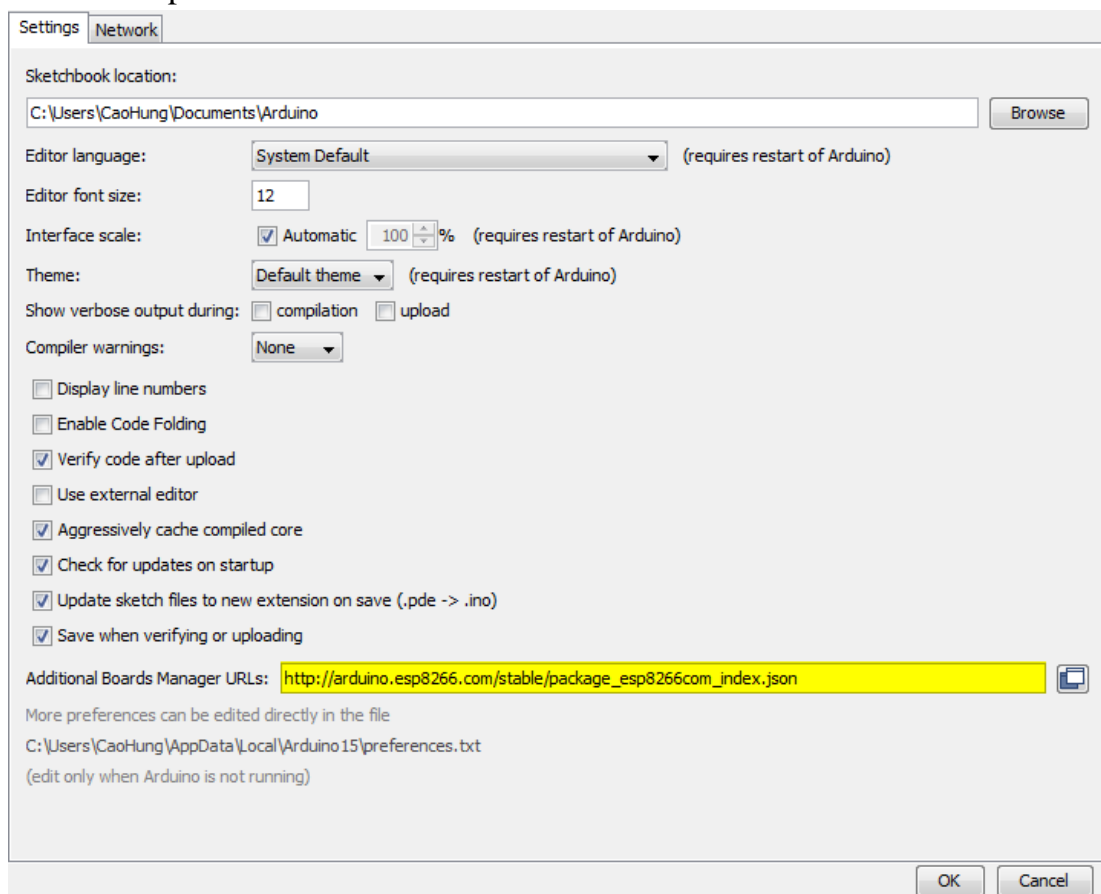 Settings Network
Sketchbook location:
C:\Users\CaoHung\Documents\Arduino Browse
Editor language: System Default (requires restart of Arduino)
Editor font size: 12
Interface scale: Automatic 100 % (requires restart of Arduino)
Theme: Default theme (requires restart of Arduino)
Show verbose output during: compilation upload
Compiler warnings: None
Display line numbers
Enable Code Folding
Verify code after upload
Use external editor
Aggressively cache compiled core
Check for updates on startup
Update sketch files to new extension on save (.pde -> .ino)
Save when verifying or uploading
Additional Boards Manager URLs: http://arduino.esp8266.com/stable/package_esp8266com_index.json
More preferences can be edited directly in the file
C:\Users\CaoHung\AppData\Local\Arduino15\preferences.txt
(edit only when Arduino is not running)
OK Cancel